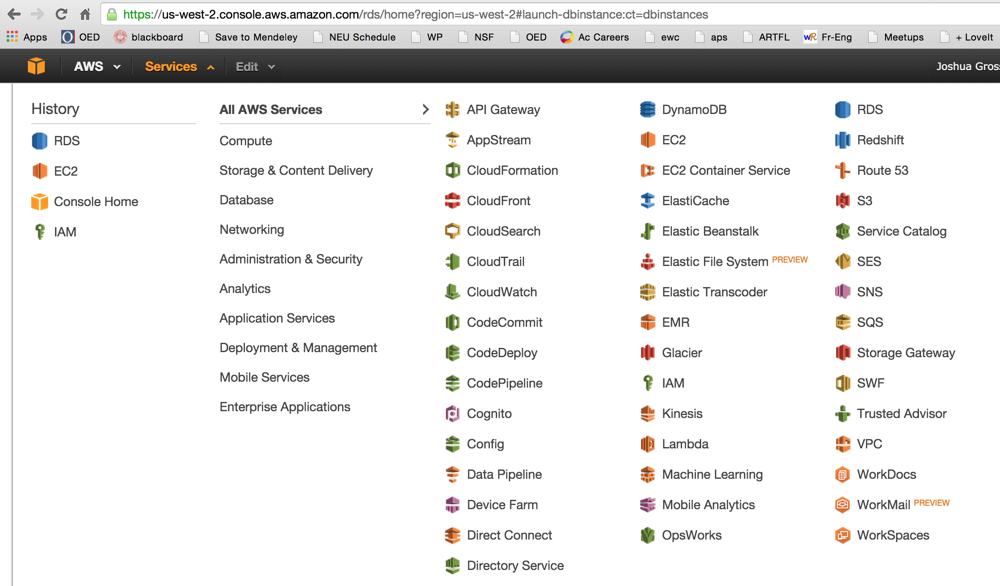 https://us-west-2.console.aws.amazon.com/rds/home?region=us-west-2#launch-dbinstance:ct=dbinstances
Apps OED blackboard Save to Mendeley NEU Schedule WP NSF OED Ac Careers ewc aps ARTFL Fr-Eng Meetups + LoveIt
AWS Services Edit Joshua Gross
History
RDS
EC2
Console Home
IAM
All AWS Services
Compute
Storage & Content Delivery
Database
Networking
Administration & Security
Analytics
Application Services
Deployment & Management
Mobile Services
Enterprise Applications
API Gateway
AppStream
CloudFormation
CloudFront
CloudSearch
CloudTrail
CloudWatch
CodeCommit
CodeDeploy
CodePipeline
Cognito
Config
Data Pipeline
Device Farm
Direct Connect
Directory Service
DynamoDB
EC2
EC2 Container Service
ElastiCache
Elastic Beanstalk
Elastic File System PREVIEW
Elastic Transcoder
EMR
Glacier
IAM
Kinesis
Lambda
Machine Learning
Mobile Analytics
OpsWorks
RDS
Redshift
Route 53
S3
Service Catalog
SES
SNS
SQS
Storage Gateway
SWF
Trusted Advisor
VPC
WorkDocs
WorkMail PREVIEW
WorkSpaces